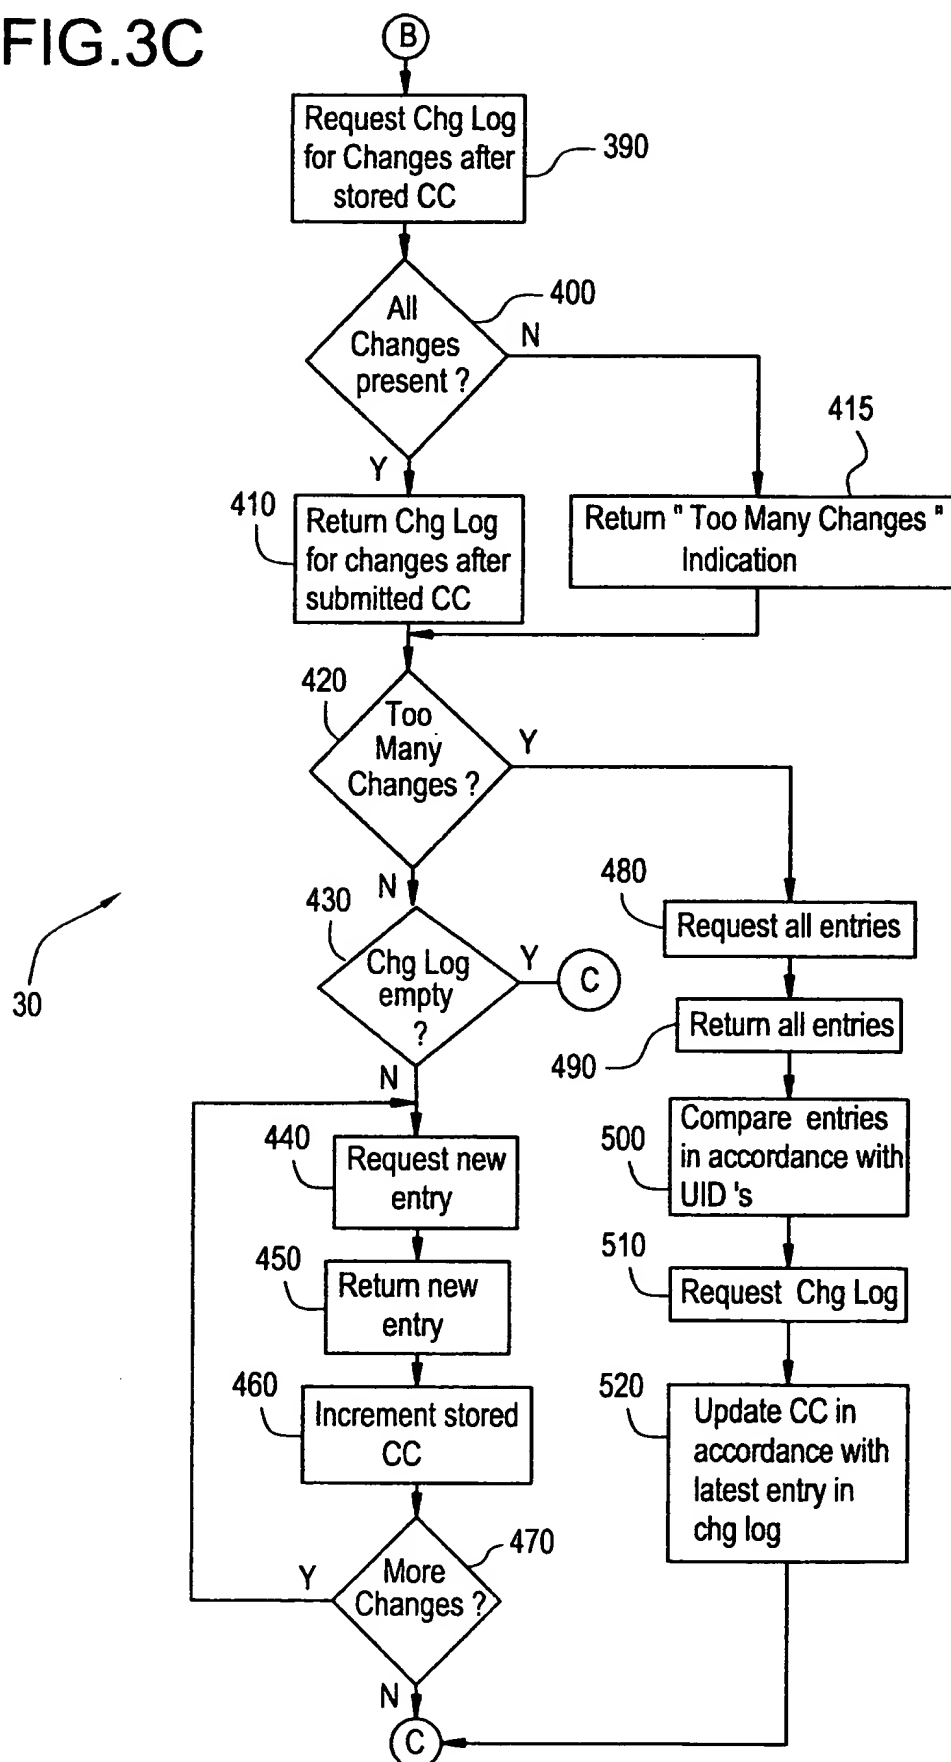 FIG.3C
B
Request Chg Log
for Changes after
stored CC
390
All
Changes
present ?
400
N
Y
415
410
Return Chg Log
for changes after
submitted CC
Return " Too Many Changes "
Indication
420
Too
Many
Changes ?
Y
N
430
Chg Log
empty
?
Y
C
N
30
480
Request all entries
Return all entries
490
440
Request new
entry
500
Compare entries
in accordance with
UID 's
450
Return new
entry
510
Request Chg Log
460
Increment stored
CC
520
Update CC in
accordance with
latest entry in
chg log
470
More
Changes ?
Y
N
C